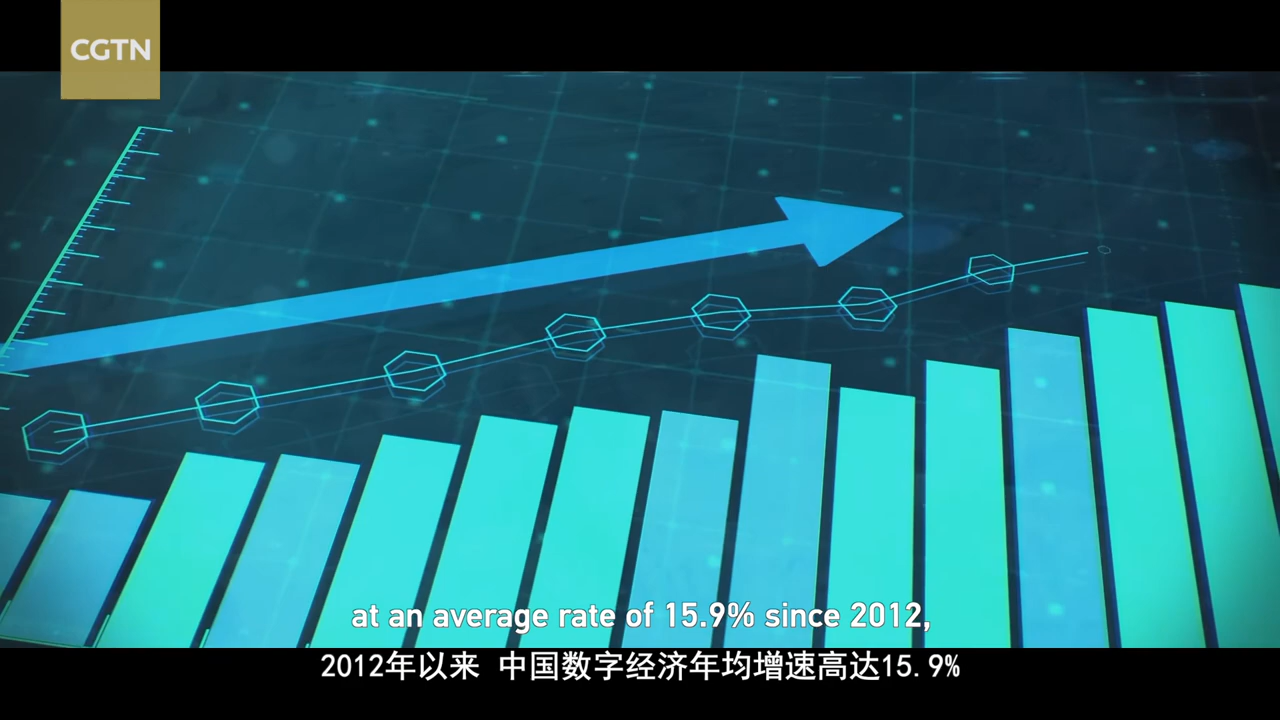 CGTN
at an average rate of 15.9% since 2012,
2012年以来 中国数字经济年均增速高达15.9%